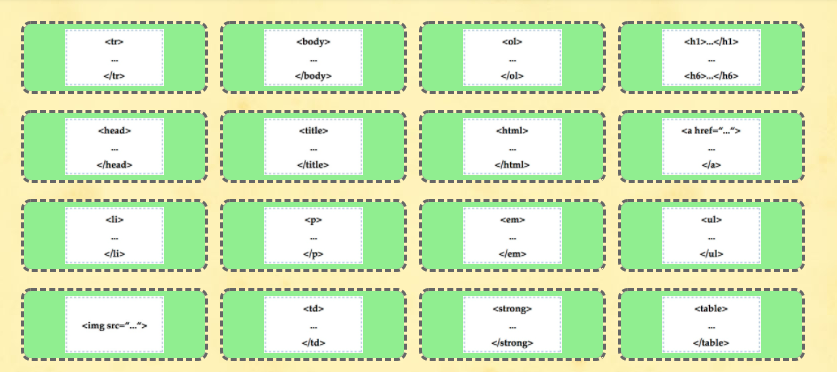 <tr>
...
</tr>
<body>
...
</body>
<ol>
...
</ol>
<h1>...</h1>
...
<h6>...</h6>
<head>
...
</head>
<title>
...
</title>
<html>
...
</html>
<a href="...">
...
</a>
<li>
...
</li>
<p>
...
</p>
<em>
...
</em>
<ul>
...
</ul>
<img src="...">
<td>
...
</td>
<strong>
...
</strong>
<table>
...
</table>